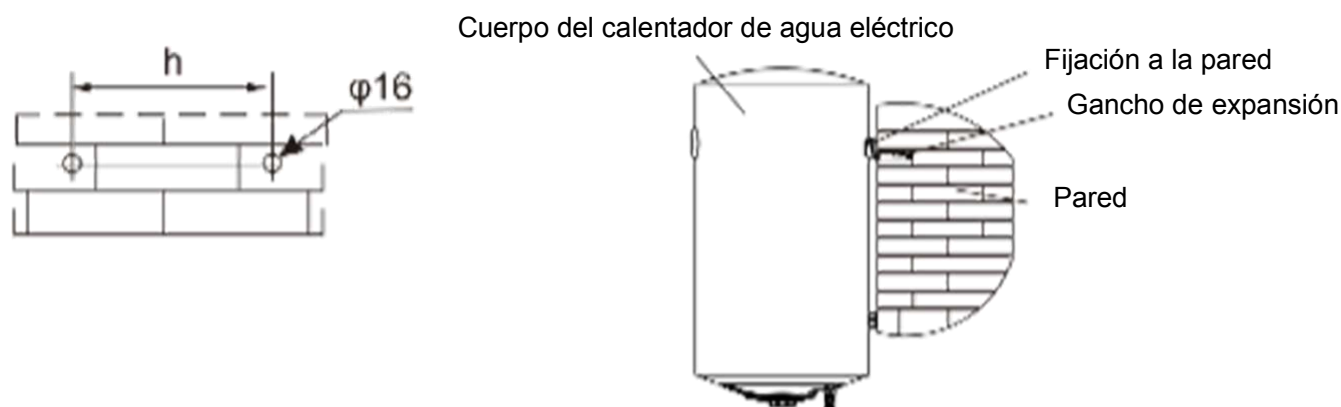 Cuerpo del calentador de agua eléctrico
h
φ16
Fijación a la pared
Gancho de expansión
Pared